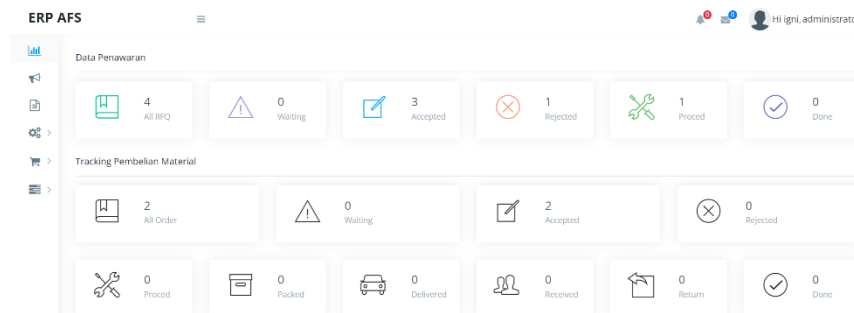 ERP AFS
0
0
Hi igni, administrato
Data Penawaran
4
All RFQ
0
Waiting
3
Accepted
1
Rejected
1
Proced
0
Done
Tracking Pembelian Material
2
All Order
0
Waiting
2
Accepted
0
Rejected
0
Proced
0
Packed
0
Delivered
0
Received
0
Return
0
Done